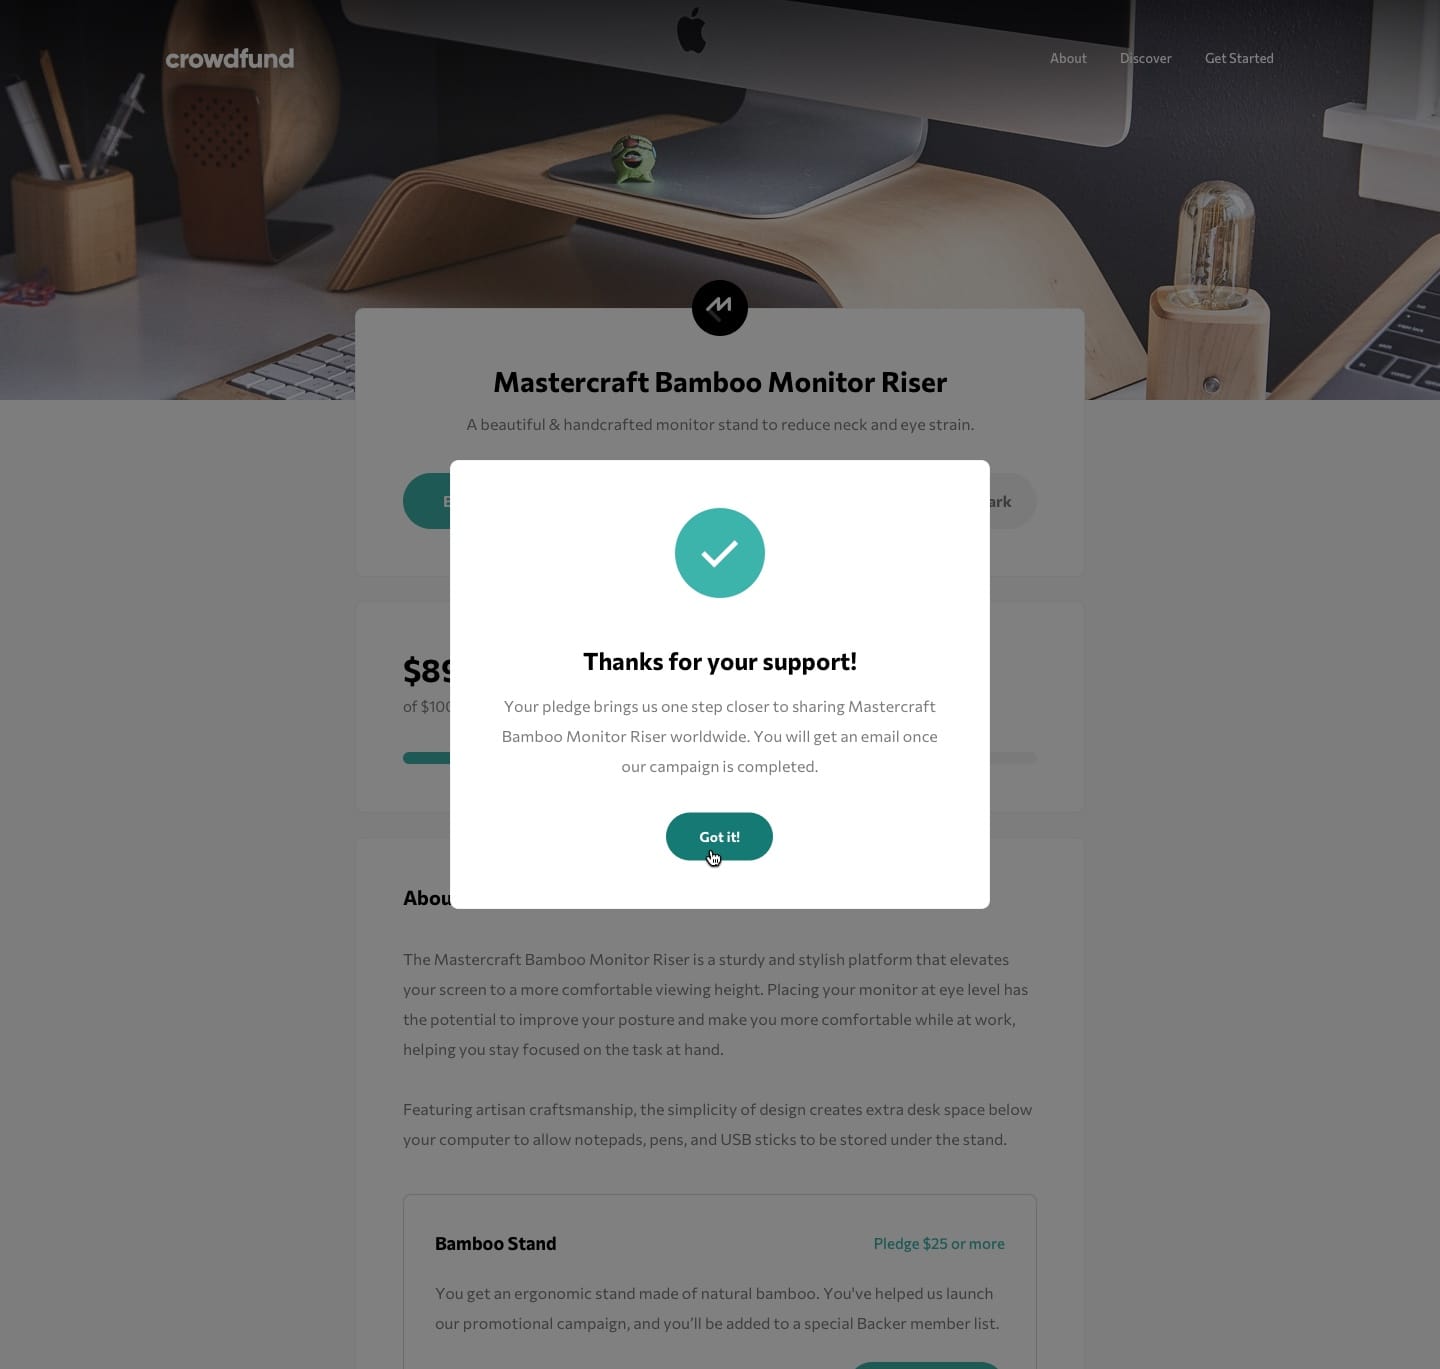 crowdfund
About Discover Get Started
Mastercraft Bamboo Monitor Riser
A beautiful & handcrafted monitor stand to reduce neck and eye strain.
Thanks for your support!
Your pledge brings us one step closer to sharing Mastercraft
Bamboo Monitor Riser worldwide. You will get an email once
our campaign is completed.
Got it!
The Mastercraft Bamboo Monitor Riser is a sturdy and stylish platform that elevates
your screen to a more comfortable viewing height. Placing your monitor at eye level has
the potential to improve your posture and make you more comfortable while at work,
helping you stay focused on the task at hand.
Featuring artisan craftsmanship, the simplicity of design creates extra desk space below
your computer to allow notepads, pens, and USB sticks to be stored under the stand.
Bamboo Stand
Pledge $25 or more
You get an ergonomic stand made of natural bamboo. You've helped us launch
our promotional campaign, and you’ll be added to a special Backer member list.